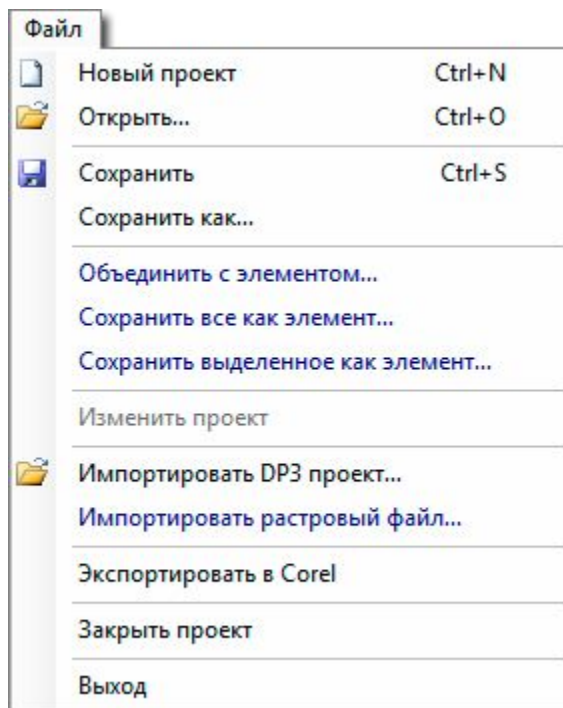 Файл
Новый проект Ctrl+N
Открыть... Ctrl+O
Сохранить Ctrl+S
Сохранить как...
Объединить с элементом...
Сохранить все как элемент...
Сохранить выделенное как элемент...
Изменить проект
Импортировать DP3 проект...
Импортировать растровый файл...
Экспортировать в Corel
Закрыть проект
Выход